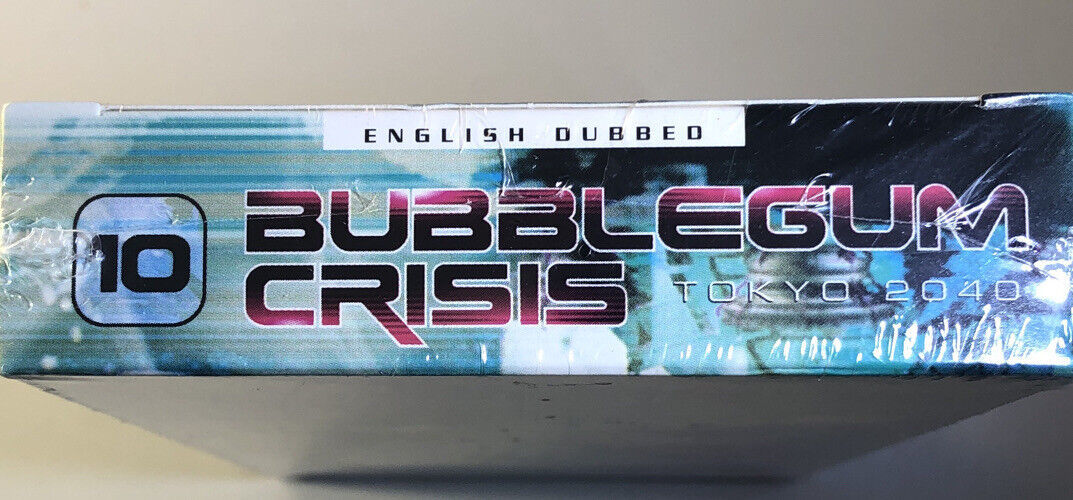 ENGLISH DUBBED
10
BUBBLEGUM
CRISIS
TOKYO 2040